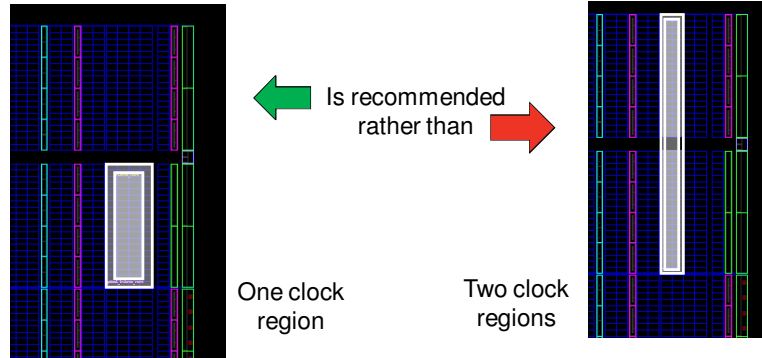 Is recommended
rather than
One clock
region
Two clock
regions